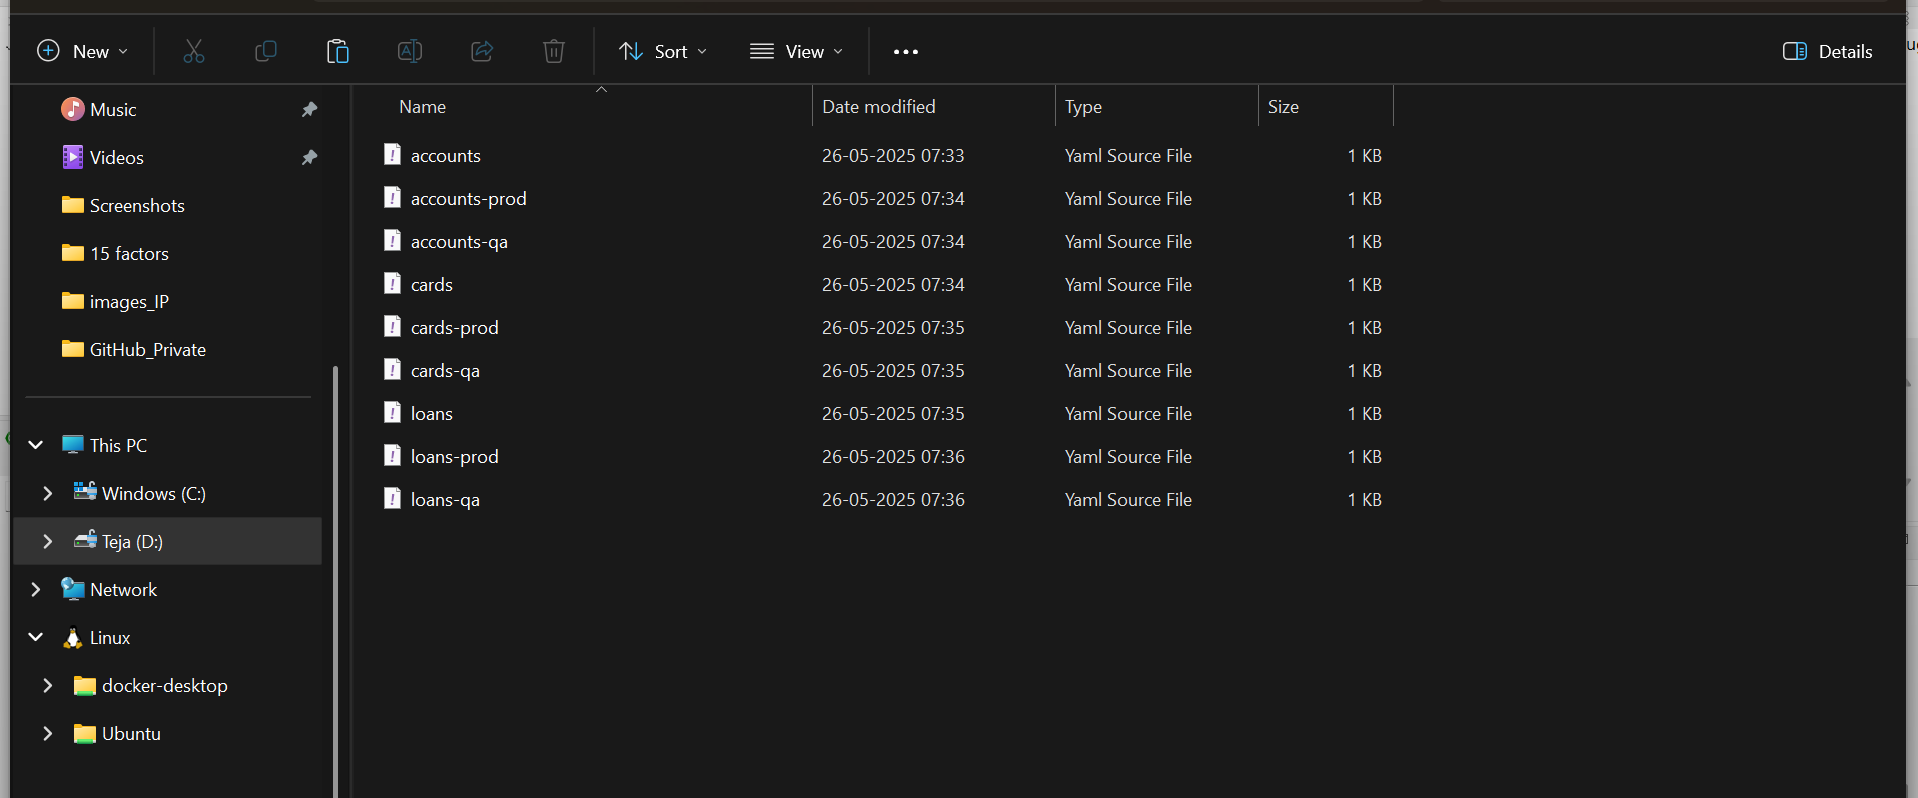 New Sort View ••• Details
Music
Videos
Screenshots
15 factors
images_IP
GitHub_Private
This PC
Windows (C:)
Teja (D:)
Network
Linux
docker-desktop
Ubuntu
Name Date modified Type Size
accounts 26-05-2025 07:33 Yaml Source File 1 KB
accounts-prod 26-05-2025 07:34 Yaml Source File 1 KB
accounts-qa 26-05-2025 07:34 Yaml Source File 1 KB
cards 26-05-2025 07:34 Yaml Source File 1 KB
cards-prod 26-05-2025 07:35 Yaml Source File 1 KB
cards-qa 26-05-2025 07:35 Yaml Source File 1 KB
loans 26-05-2025 07:35 Yaml Source File 1 KB
loans-prod 26-05-2025 07:36 Yaml Source File 1 KB
loans-qa 26-05-2025 07:36 Yaml Source File 1 KB